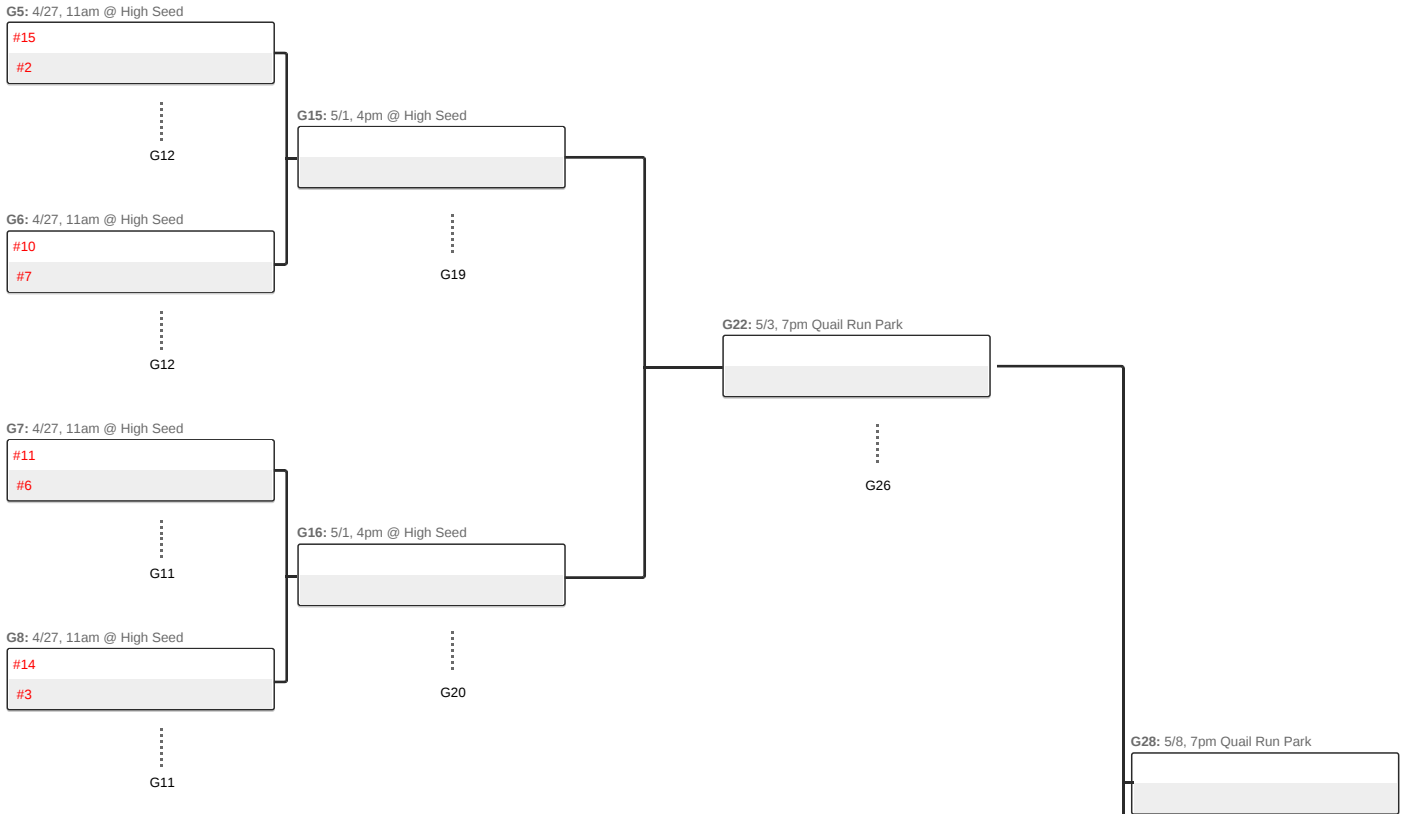 G5: 4/27, 11am @ High Seed
#15
#2
G12
G15: 5/1, 4pm @ High Seed
G6: 4/27, 11am @ High Seed
#10
#7
G19
G12
G22: 5/3, 7pm Quail Run Park
G7: 4/27, 11am @ High Seed
#11
#6
G26
G11
G16: 5/1, 4pm @ High Seed
G8: 4/27, 11am @ High Seed
#14
#3
G20
G11
G28: 5/8, 7pm Quail Run Park